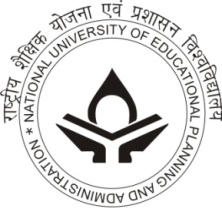 राष्ट्रीय शैक्षिक योजना एवं प्रशासन विश्वविद्यालय
* NATIONAL UNIVERSITY OF EDUCATIONAL PLANNING AND ADMINISTRATION